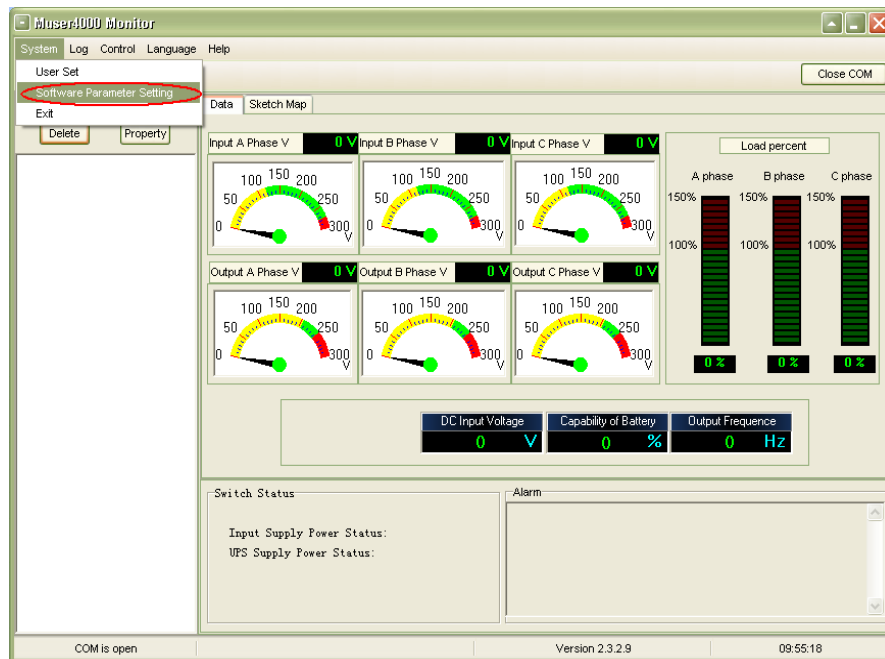 Muser4000 Monitor
System Log Control Language Help
User Set
Software Parameter Setting
Exit
Close COM
Delete Property
Data Sketch Map
Input A Phase V 0 V Input B Phase V 0 V Input C Phase V 0 V
0 50 100 150 200 250 300 V
0 50 100 150 200 250 300 V
0 50 100 150 200 250 300 V
Output A Phase V 0 V Output B Phase V 0 V Output C Phase V 0 V
0 50 100 150 200 250 300 V
0 50 100 150 200 250 300 V
0 50 100 150 200 250 300 V
Load percent
A phase B phase C phase
150% 150% 150%
100% 100% 100%
0 % 0 % 0 %
DC Input Voltage Capability of Battery Output Frequence
0 V 0 % 0 Hz
Switch Status
Input Supply Power Status:
UPS Supply Power Status:
Alarm
COM is open Version 2.3.2.9 09:55:18